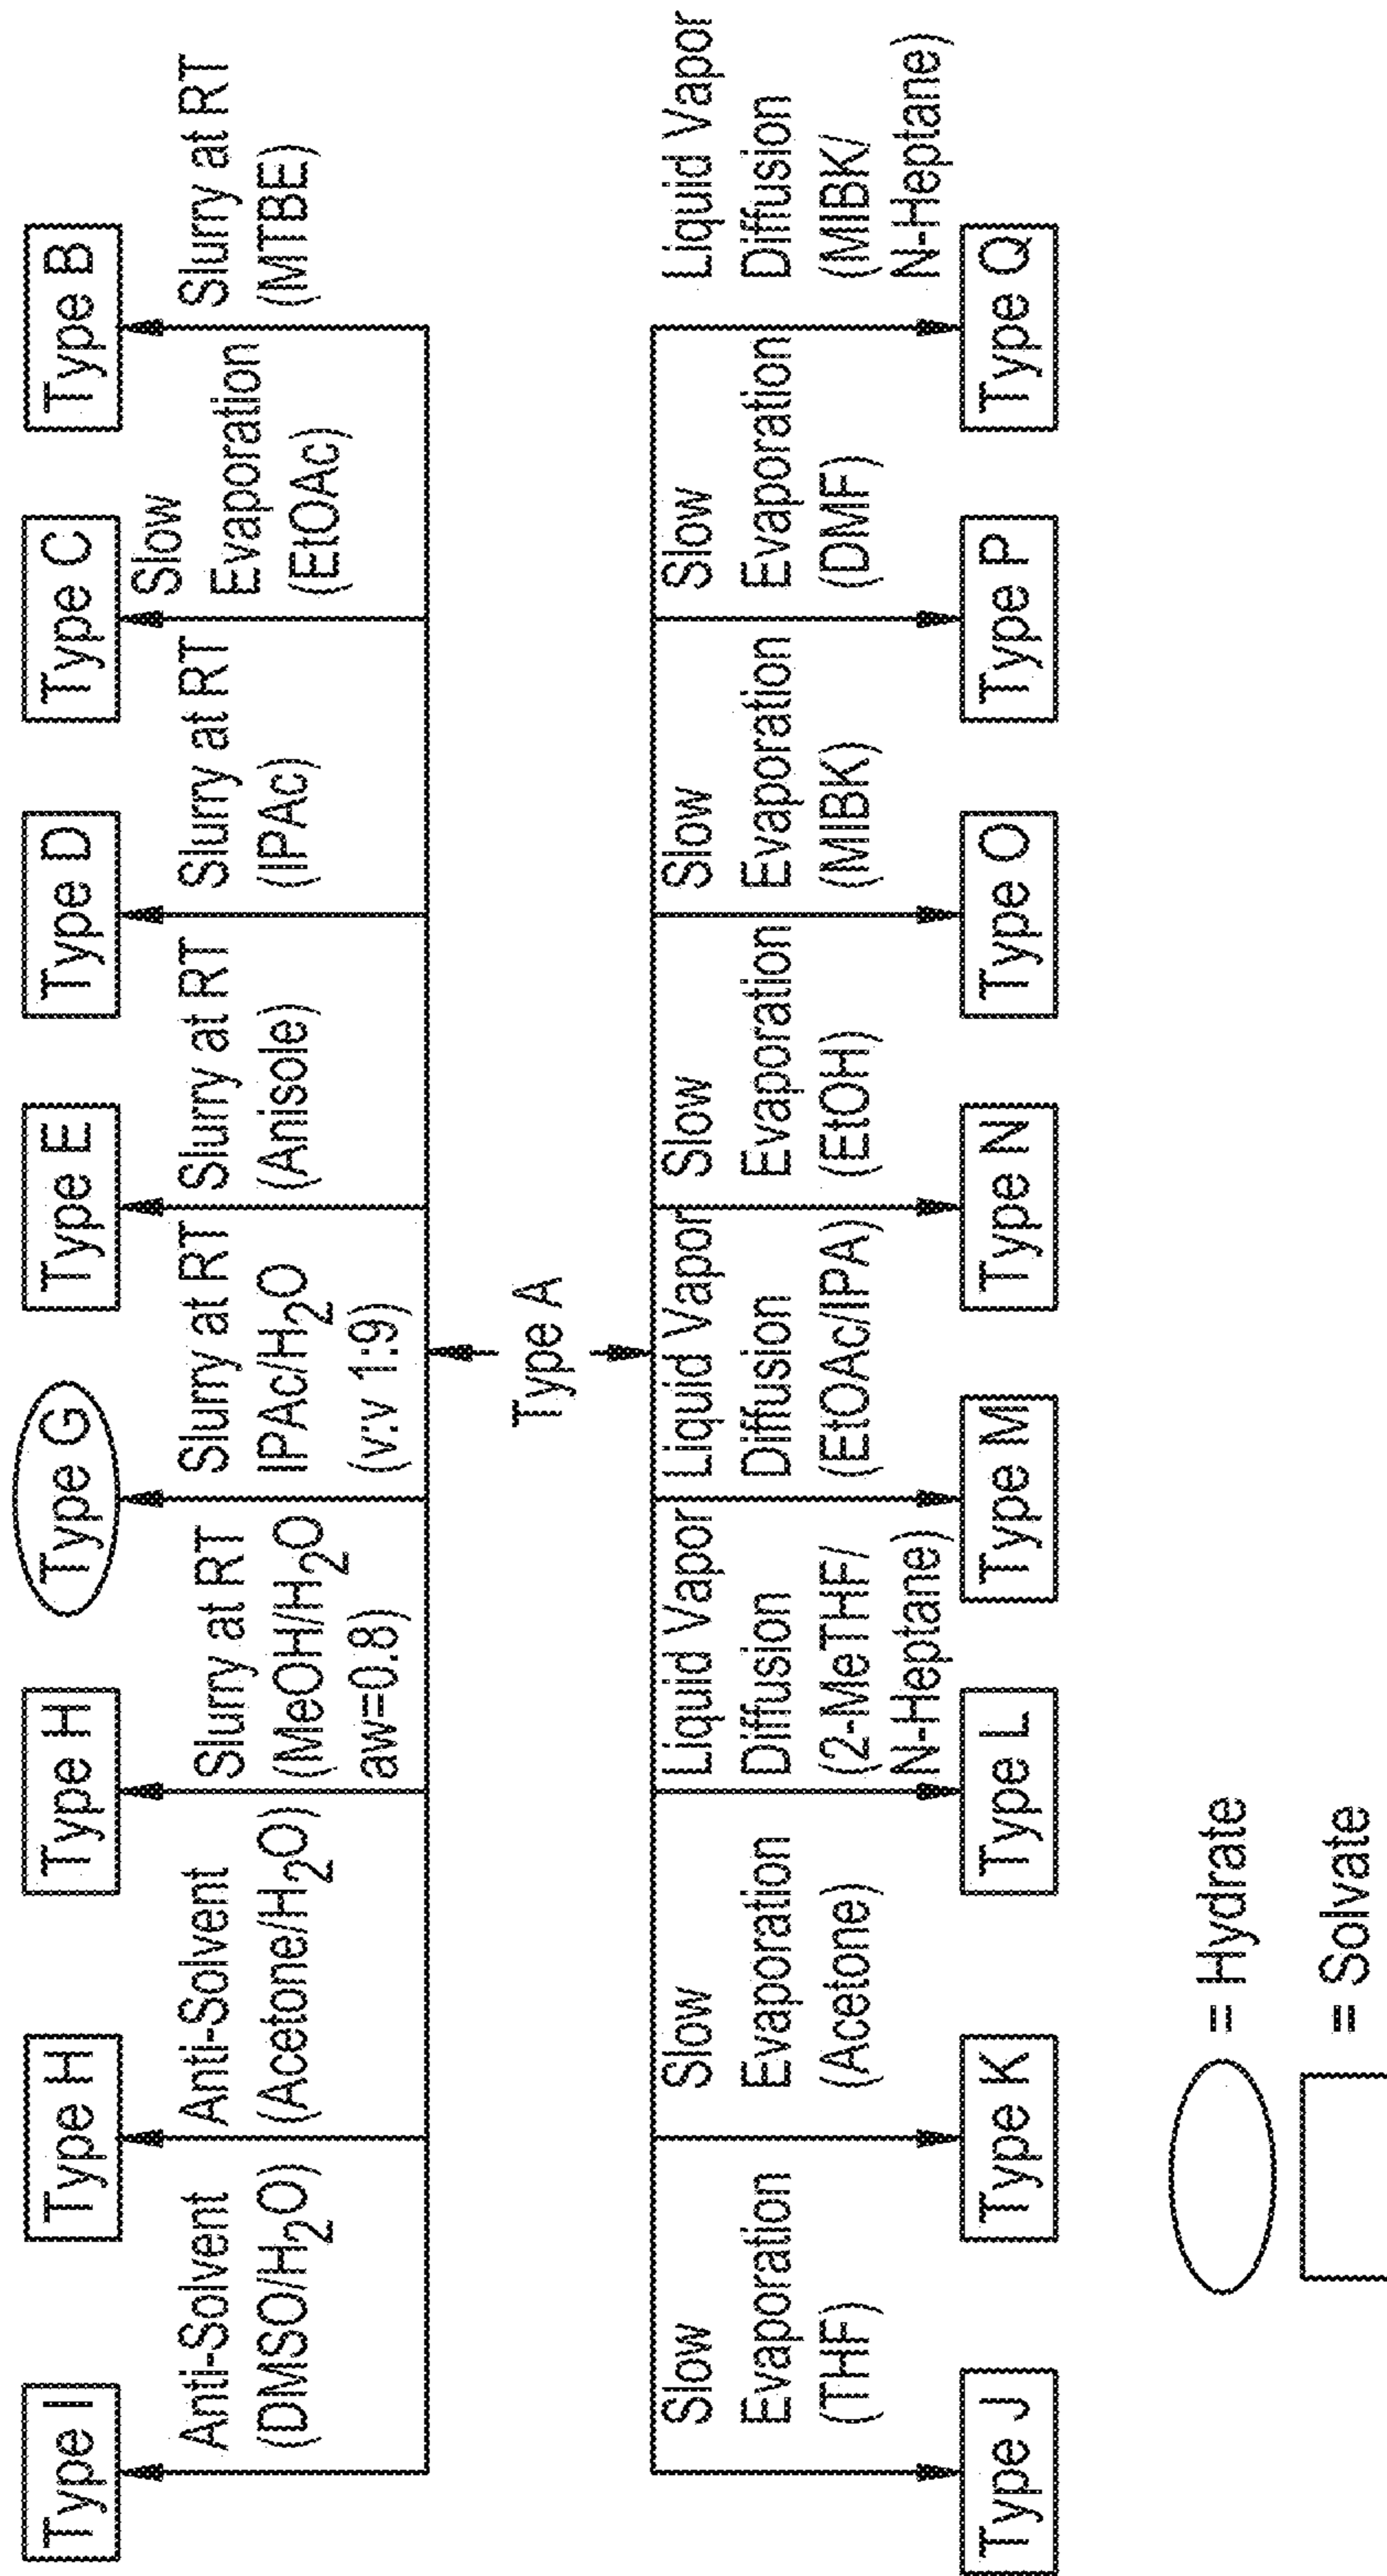 Type I
Type H
Type H
Type G
Type E
Type D
Type C
Type B
Anti-Solvent
(DMSO/H2O)
Anti-Solvent
(Acetone/H2O)
Slurry at RT
(MeOH/H2O
aw=0.8)
Slurry at RT
IPAc/H2O
(v:v 1:9)
Slurry at RT
(Anisole)
Slurry at RT
(IPAc)
Slow
Evaporation
(EtOAc)
Slurry at RT
(MTBE)
Type A
Slow
Evaporation
(THF)
Slow
Evaporation
(Acetone)
Liquid Vapor
Diffusion
(2-MeTHF/
N-Heptane)
Liquid Vapor
Diffusion
(EtOAc/IPA)
Slow
Evaporation
(EtOH)
Slow
Evaporation
(MIBK)
Slow
Evaporation
(DMF)
Liquid Vapor
Diffusion
(MIBK/
N-Heptane)
Type J
Type K
Type L
Type M
Type N
Type O
Type P
Type Q
= Hydrate
= Solvate